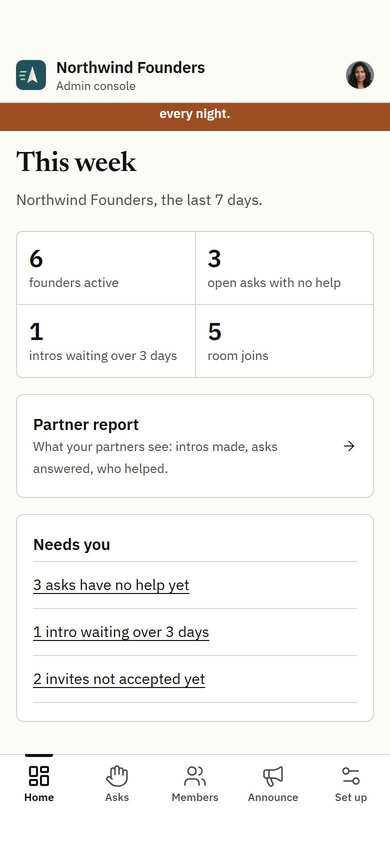 Northwind Founders
Admin console
every night.
This week
Northwind Founders, the last 7 days.
6
founders active
3
open asks with no help
1
intros waiting over 3 days
5
room joins
Partner report
What your partners see: intros made, asks
answered, who helped.
Needs you
3 asks have no help yet
1 intro waiting over 3 days
2 invites not accepted yet
Home
Asks
Members
Announce
Set up